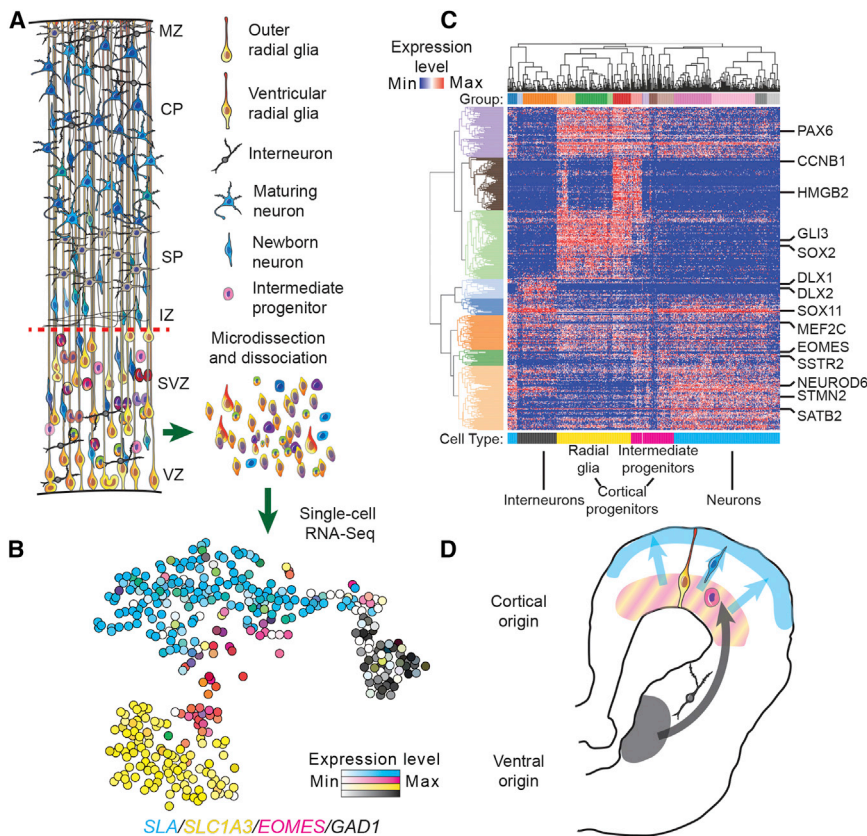 A
MZ
CP
SP
IZ
SVZ
VZ
Outer
radial glia
Ventricular
radial glia
Interneuron
Maturing
neuron
Newborn
neuron
Intermediate
progenitor
Microdissection
and dissociation
Single-cell
RNA-Seq
B
Expression level
Min Max
SLA/SLC1A3/EOMES/GAD1
C
Expression
level
Min Max
Group:
PAX6
CCNB1
HMGB2
GLI3
SOX2
DLX1
DLX2
SOX11
MEF2C
EOMES
SSTR2
NEUROD6
STMN2
SATB2
Cell Type:
Radial
glia
Intermediate
progenitors
Interneurons
Cortical
progenitors
Neurons
D
Cortical
origin
Ventral
origin